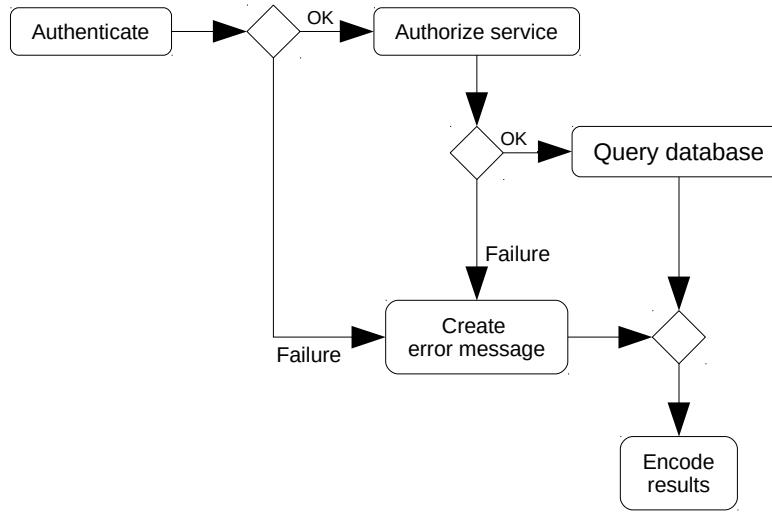 Authenticate
OK
Authorize service
OK
Query database
Failure
Create
error message
Failure
Encode
results